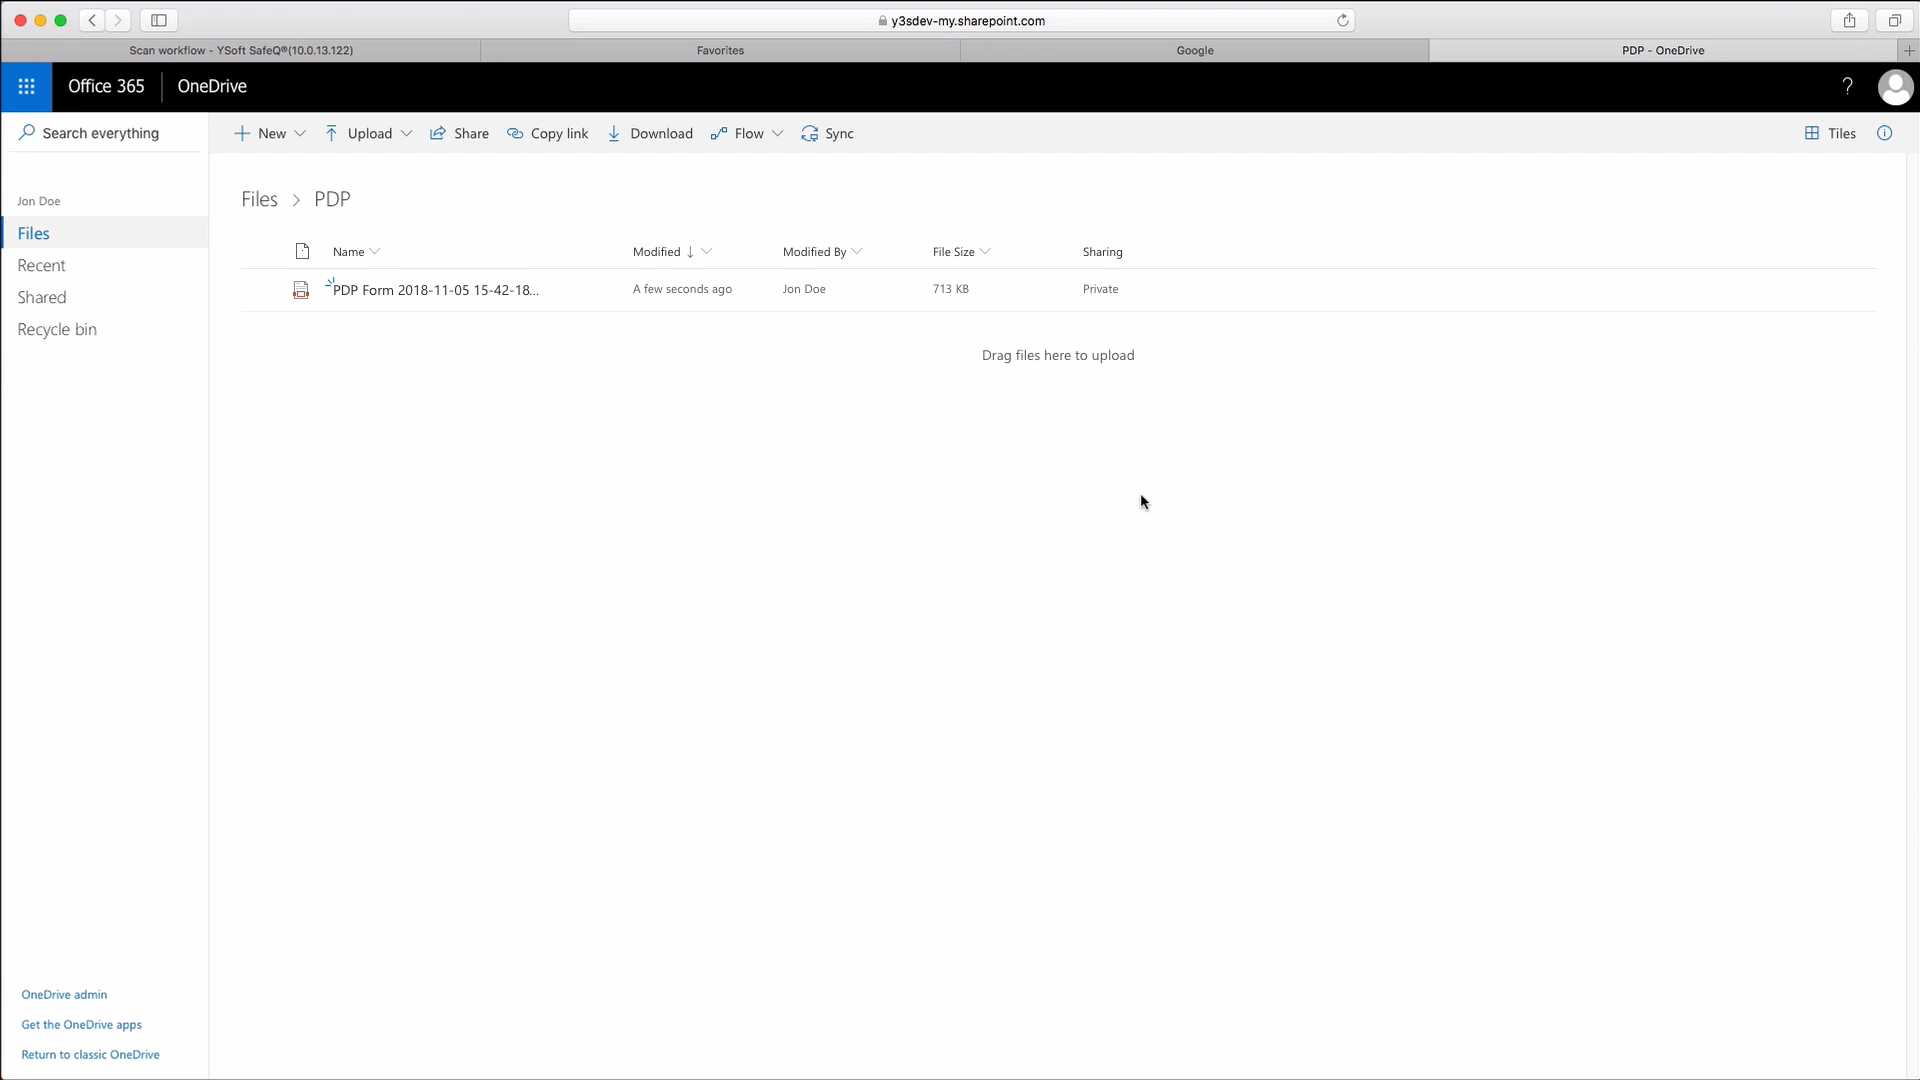 y3sdev-my.sharepoint.com
Scan workflow - YSoft SafeQ®(10.0.13.122)
Favorites
Google
PDP - OneDrive
Office 365
OneDrive
?
Search everything
New
Upload
Share
Copy link
Download
Flow
Sync
Tiles
Jon Doe
Files
Recent
Shared
Recycle bin
Files > PDP
Name
Modified
Modified By
File Size
Sharing
PDP Form 2018-11-05 15-42-18...
A few seconds ago
Jon Doe
713 KB
Private
Drag files here to upload
OneDrive admin
Get the OneDrive apps
Return to classic OneDrive